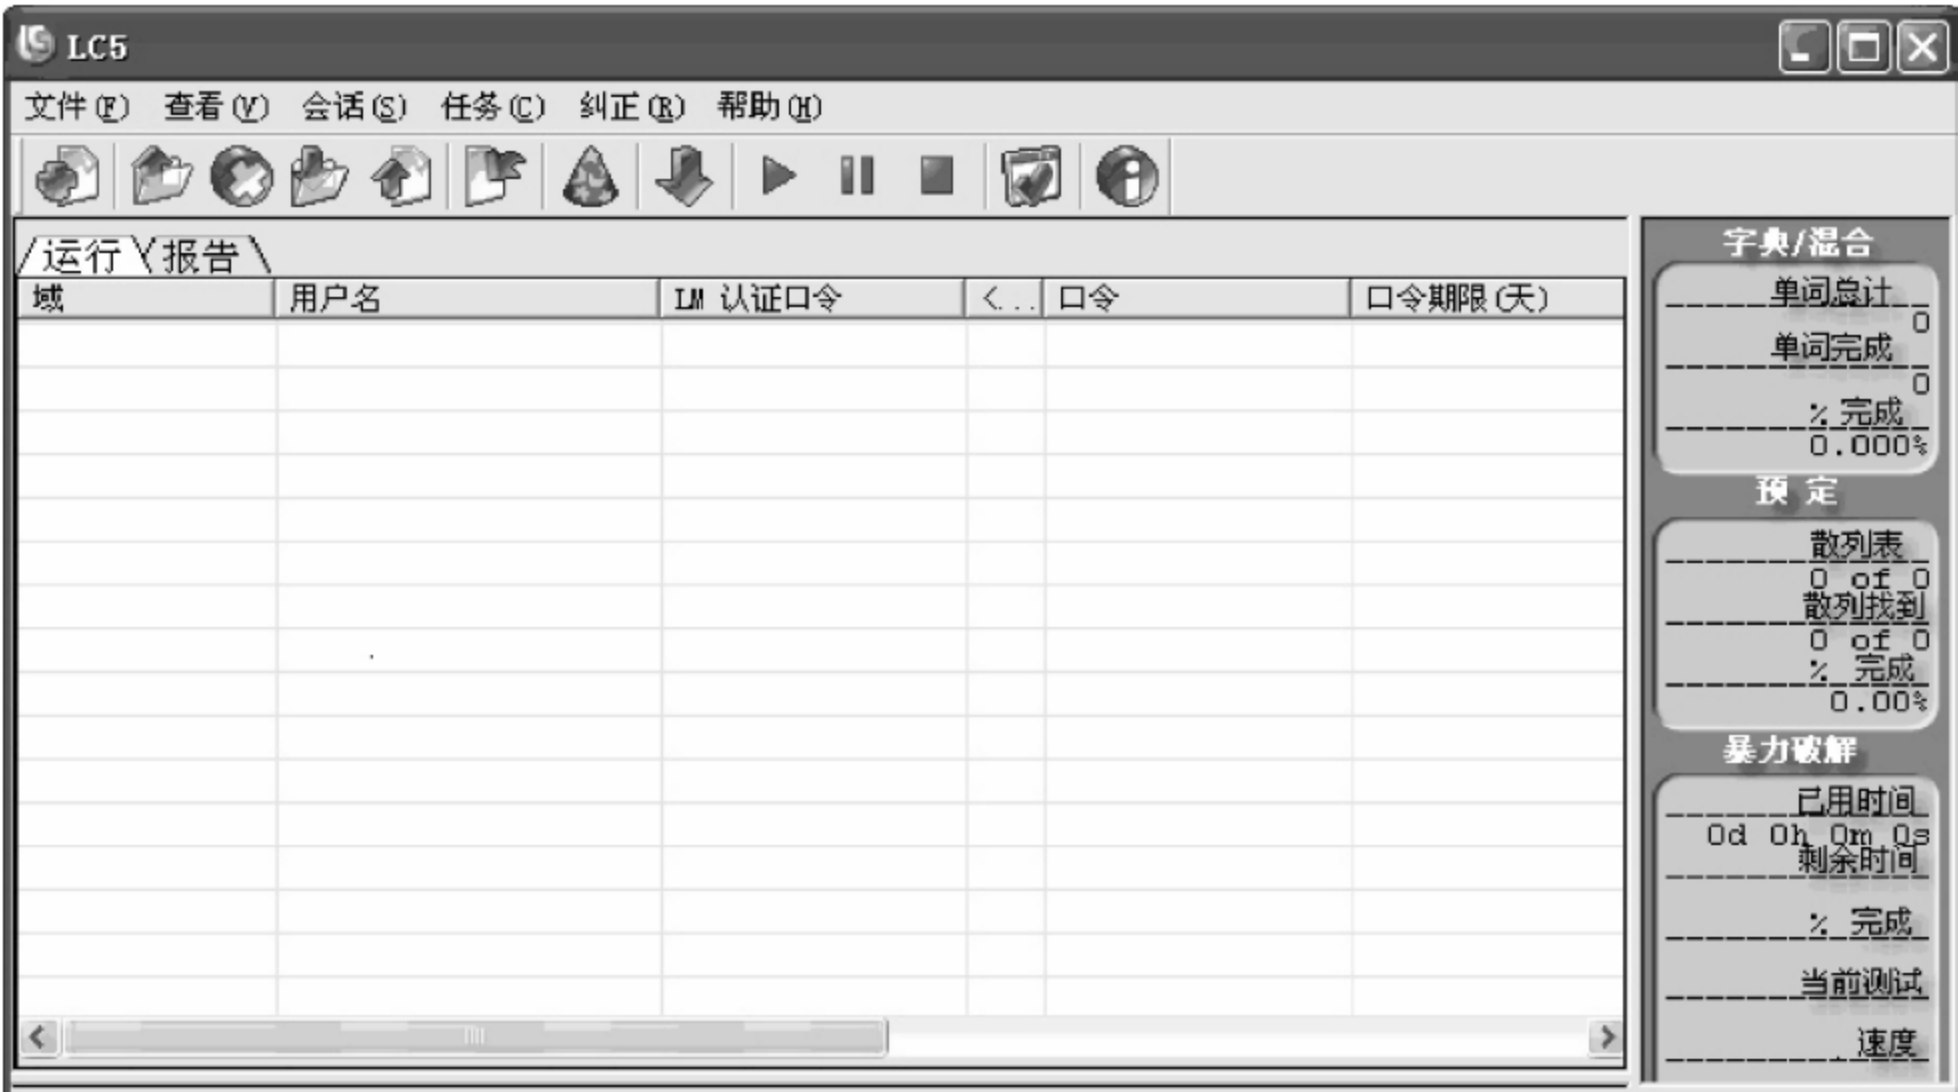 LC5
文件(F) 查看(V) 会话(S) 任务(C) 纠正(R) 帮助(H)
运行 报告
域 用户名 LM 认证口令 <... 口令 口令期限(天)
字典/混合
单词总计
0
单词完成
0
% 完成
0.000%
预 定
散列表
0 of 0
散列找到
0 of 0
% 完成
0.00%
暴力破解
已用时间
0d 0h 0m 0s
剩余时间
% 完成
当前测试
速度